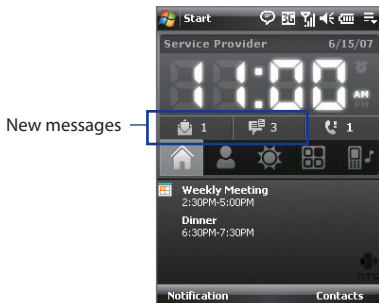 Start
Service Provider 6/15/07
11:00 AM
PM
New messages
1 3 1
Weekly Meeting
2:30PM-5:00PM
Dinner
6:30PM-7:30PM
hTC
Notification Contacts